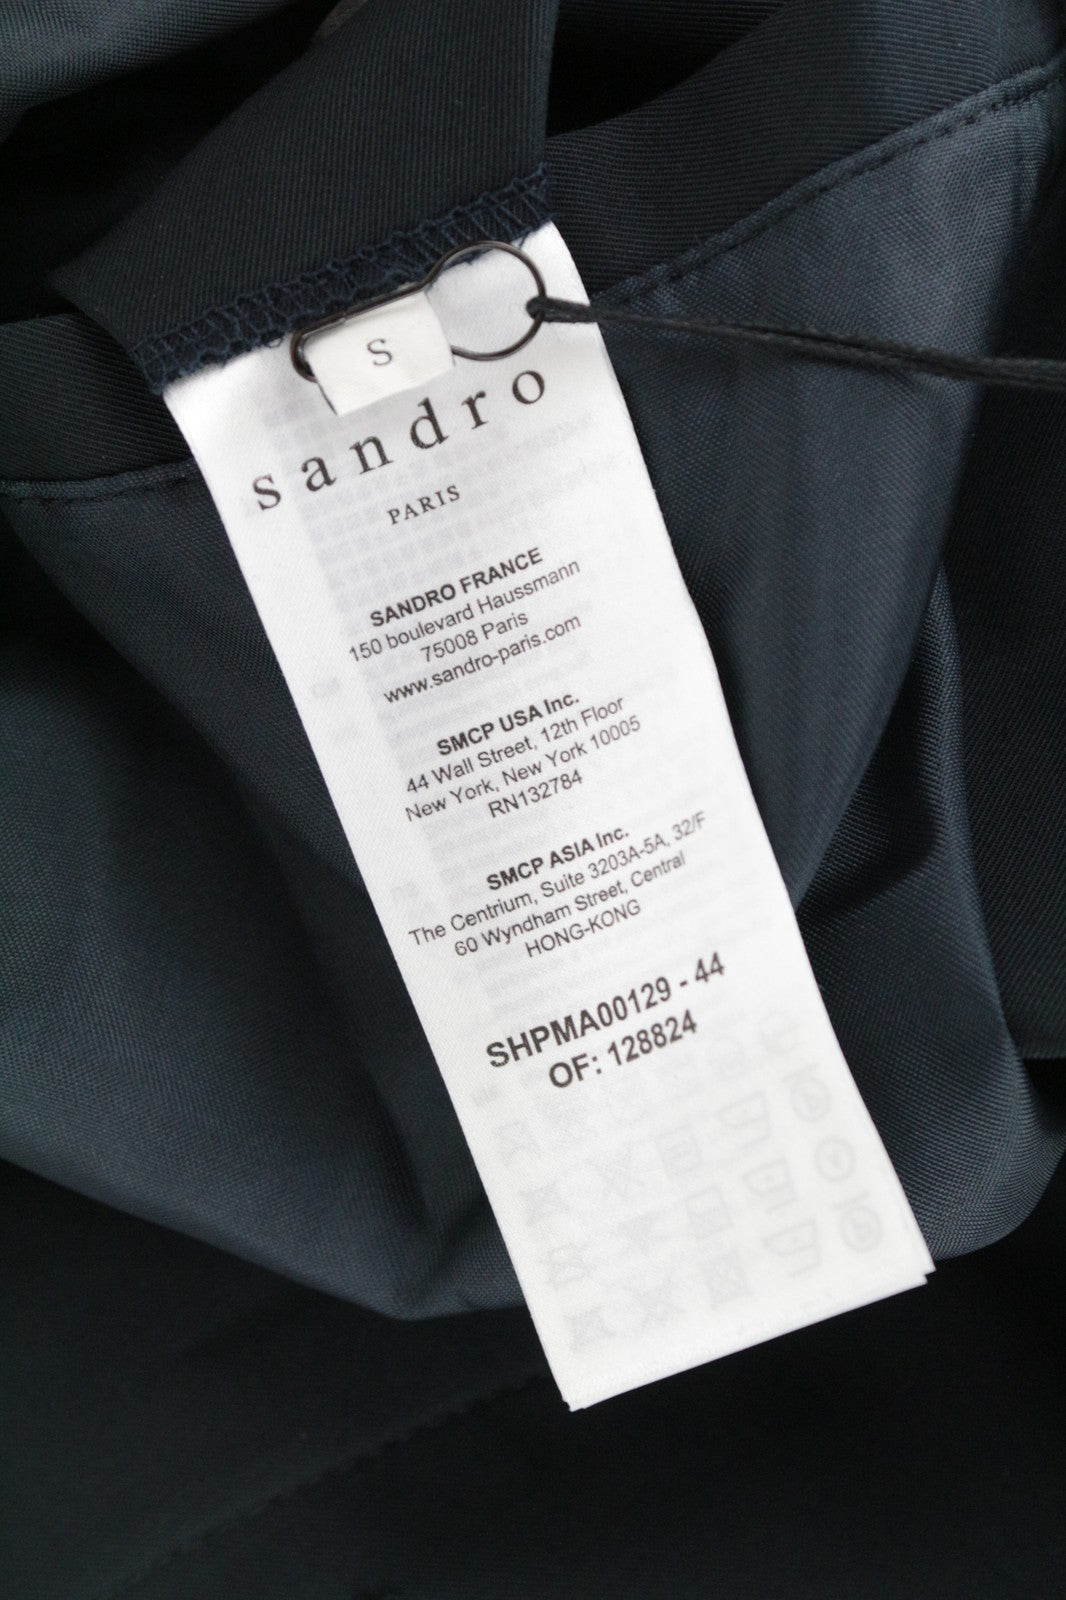 S
sandro
PARIS
SANDRO FRANCE
150 boulevard Haussmann
75008 Paris
www.sandro-paris.com
SMCP USA Inc.
44 Wall Street, 12th Floor
New York, New York 10005
RN132784
SMCP ASIA Inc.
The Centrium, Suite 3203A-5A, 32/F
60 Wyndham Street, Central
HONG-KONG
SHPMA00129 - 44
OF: 128824